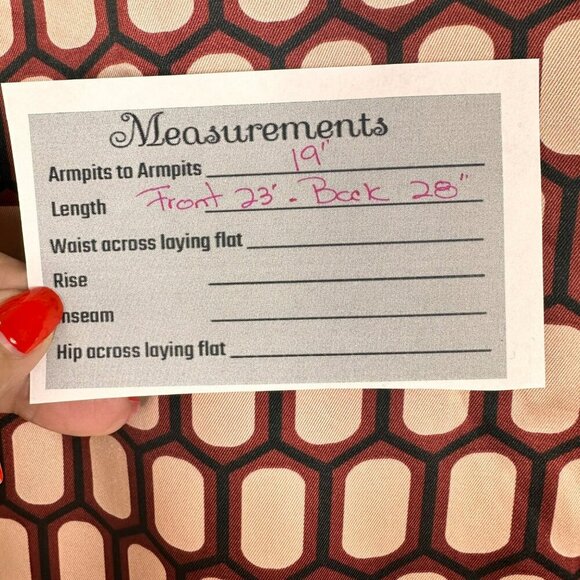 Measurements
Armpits to Armpits 19"
Length Front 23' - Back 28"
Waist across laying flat
Rise
nseam
Hip across laying flat